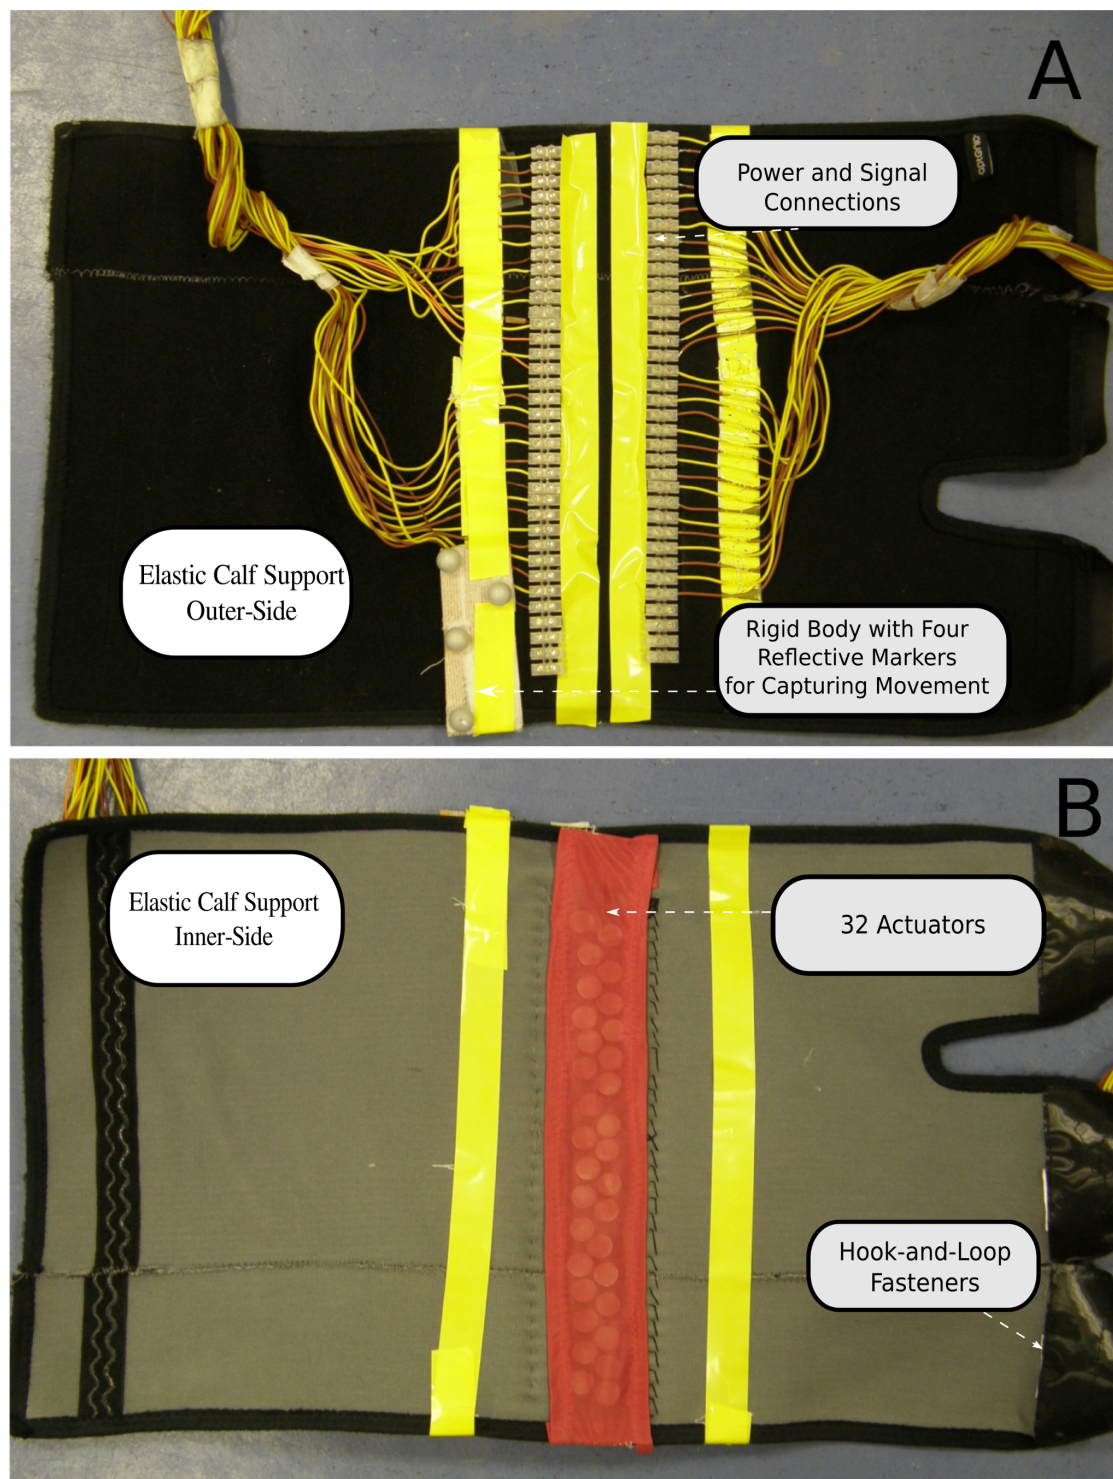 A
Power and Signal
Connections
Elastic Calf Support
Outer-Side
Rigid Body with Four
Reflective Markers
for Capturing Movement
B
Elastic Calf Support
Inner-Side
32 Actuators
Hook-and-Loop
Fasteners